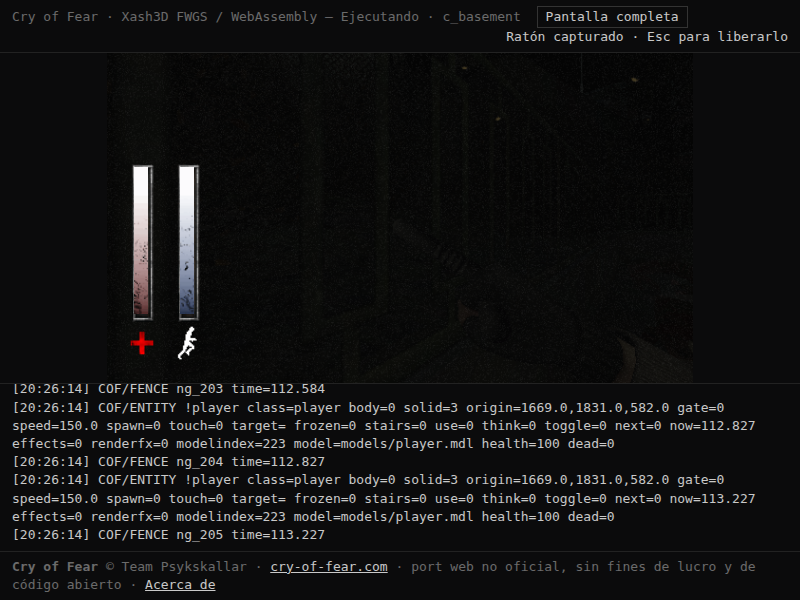 Cry of Fear · Xash3D FWGS / WebAssembly — Ejecutando · c_basement
Pantalla completa
Ratón capturado · Esc para liberarlo
[20:26:14] COF/FENCE ng_203 time=112.584
[20:26:14] COF/ENTITY !player class=player body=0 solid=3 origin=1669.0,1831.0,582.0 gate=0
speed=150.0 spawn=0 touch=0 target= frozen=0 stairs=0 use=0 think=0 toggle=0 next=0 now=112.827
effects=0 renderfx=0 modelindex=223 model=models/player.mdl health=100 dead=0
[20:26:14] COF/FENCE ng_204 time=112.827
[20:26:14] COF/ENTITY !player class=player body=0 solid=3 origin=1669.0,1831.0,582.0 gate=0
speed=150.0 spawn=0 touch=0 target= frozen=0 stairs=0 use=0 think=0 toggle=0 next=0 now=113.227
effects=0 renderfx=0 modelindex=223 model=models/player.mdl health=100 dead=0
[20:26:14] COF/FENCE ng_205 time=113.227
Cry of Fear © Team Psykskallar · cry-of-fear.com · port web no oficial, sin fines de lucro y de
código abierto · Acerca de